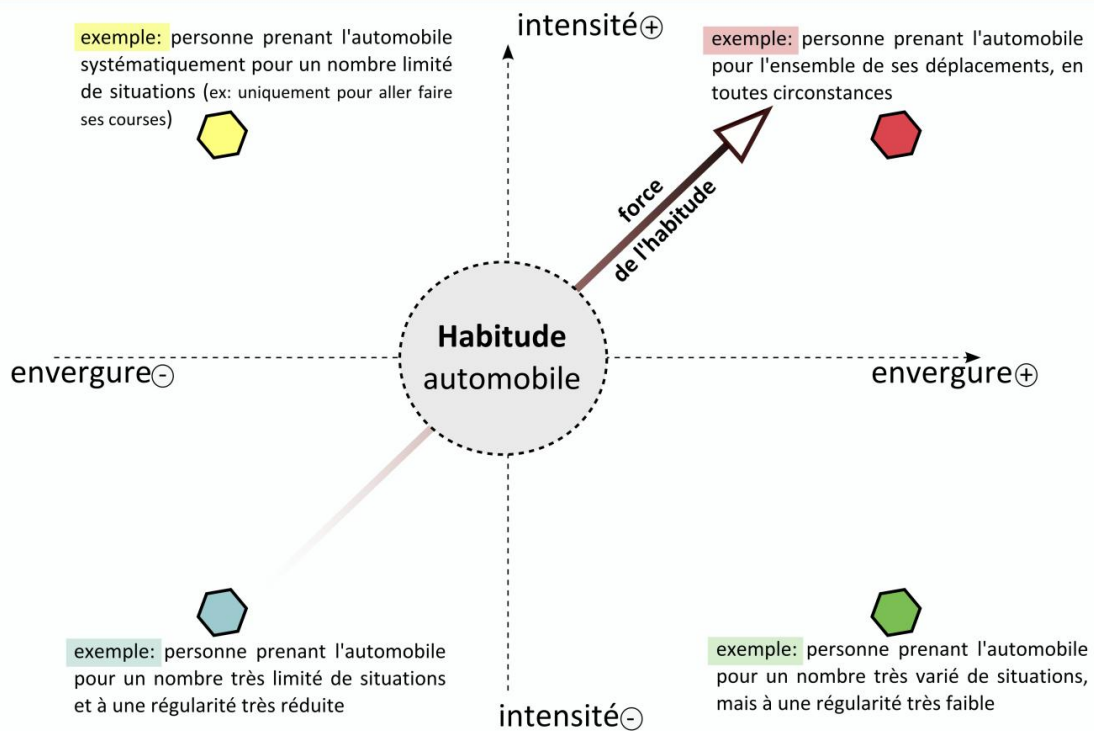 intensité⊕
exemple: personne prenant l'automobile
systématiquement pour un nombre limité
de situations (ex: uniquement pour aller faire
ses courses)
exemple: personne prenant l'automobile
pour l'ensemble de ses déplacements, en
toutes circonstances
force
de l'habitude
Habitude
automobile
envergure⊖
envergure⊕
exemple: personne prenant l'automobile
pour un nombre très limité de situations
et à une régularité très réduite
exemple: personne prenant l'automobile
pour un nombre très varié de situations,
mais à une régularité très faible
intensité⊖